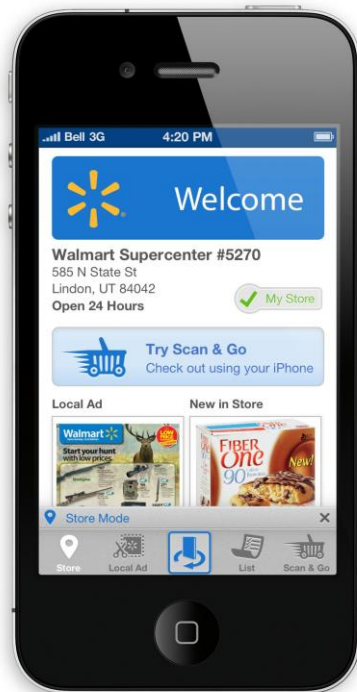 Bell 3G 4:20 PM
Welcome
Walmart Supercenter #5270
585 N State St
Lindon, UT 84042
Open 24 Hours
My Store
Try Scan & Go
Check out using your iPhone
Local Ad
New in Store
Walmart
LOW PRICE
Start your hunt
with low prices.
FIBER
One
90
New!
Store Mode
Store
Local Ad
List
Scan & Go